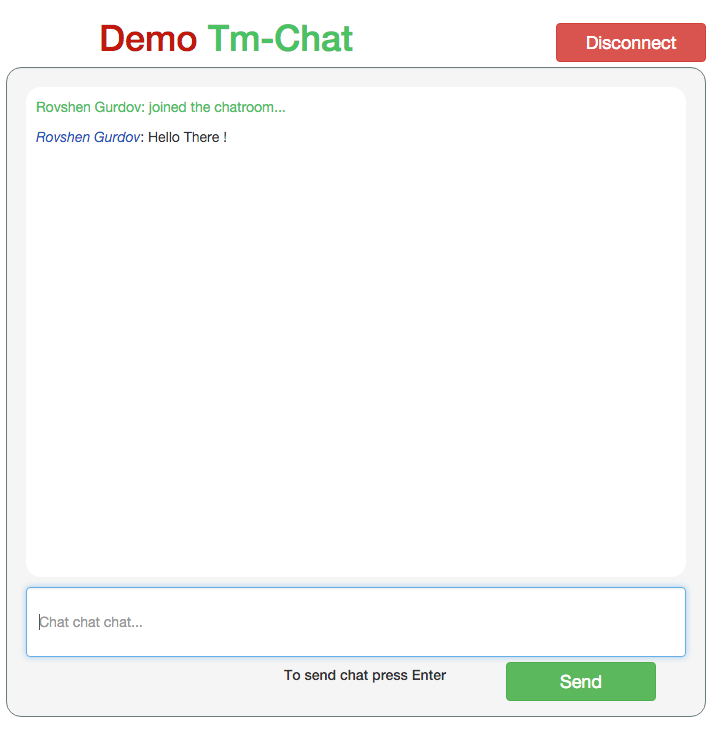 Demo Tm-Chat
Disconnect
Rovshen Gurdov: joined the chatroom...
Rovshen Gurdov: Hello There !
Chat chat chat...
To send chat press Enter
Send